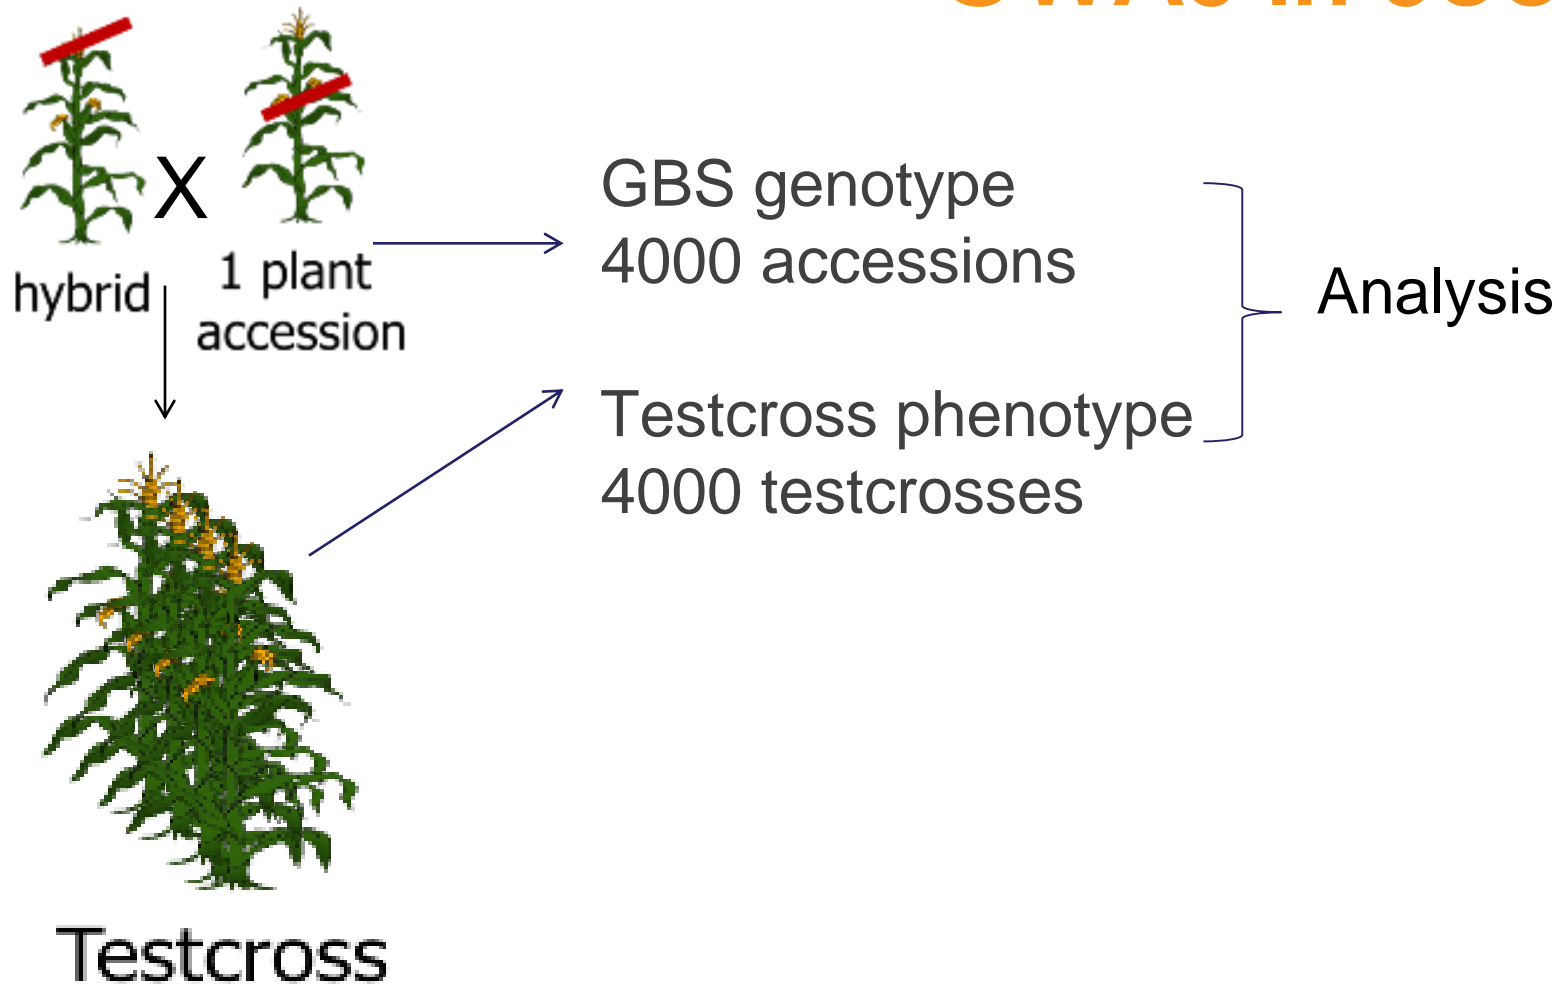 X
hybrid
1 plant
accession
GBS genotype
4000 accessions
Analysis
Testcross phenotype
4000 testcrosses
Testcross